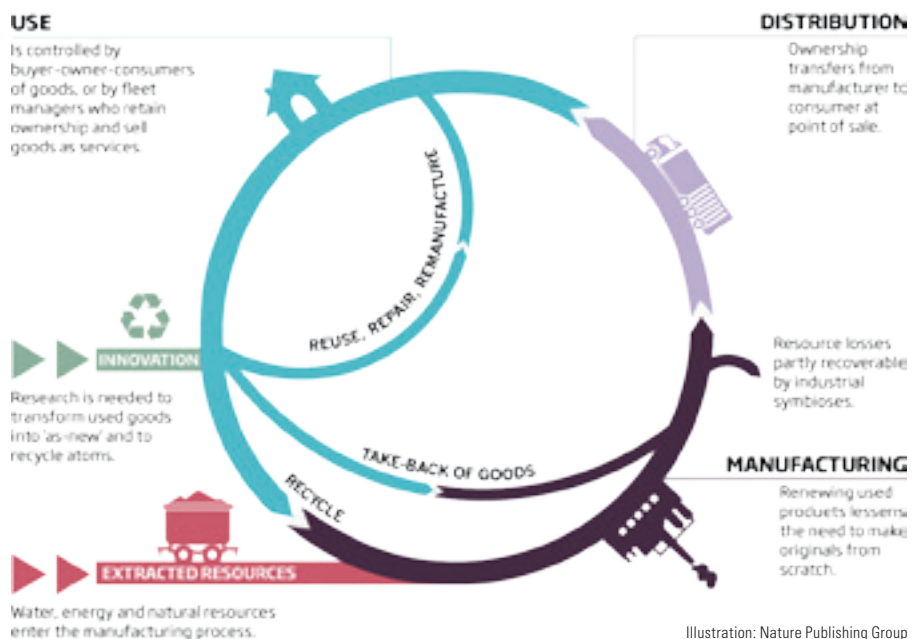 USE
Is controlled by
buyer-owner-consumers
of goods, or by fleet
managers who retain
ownership and sell
goods as services.
DISTRIBUTION
Ownership
transfers from
manufacturer to
consumer at
point of sale.
REUSE, REPAIR, REMANUFACTURE
INNOVATION
Research is needed to
transform used goods
into 'as-new' and to
recycle atoms.
Resource losses
partly recoverable
by industrial
symbioses.
TAKE-BACK OF GOODS
RECYCLE
MANUFACTURING
Renewing used
products lessens
the need to make
originals from
scratch.
EXTRACTED RESOURCES
Water, energy and natural resources
enter the manufacturing process.
Illustration: Nature Publishing Group